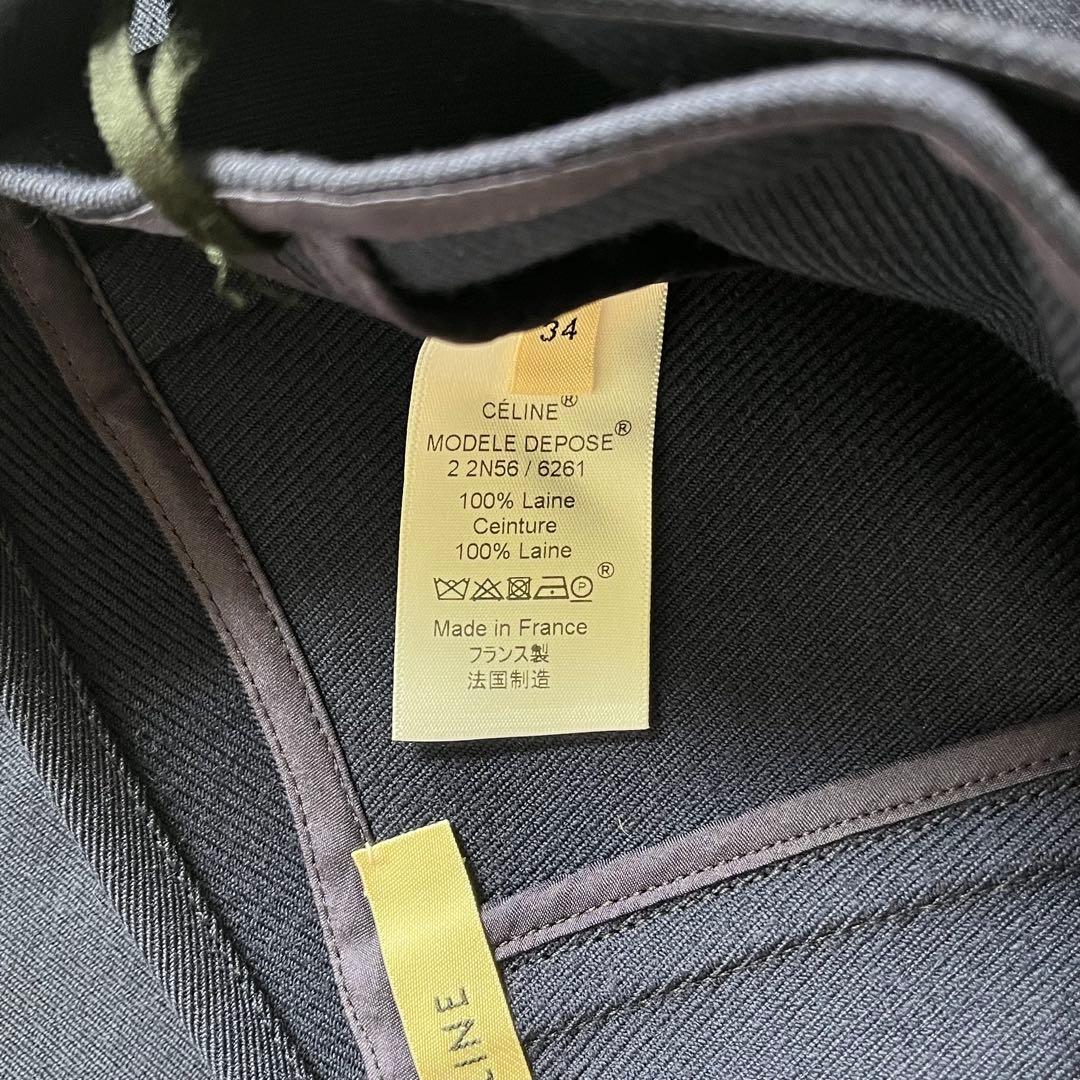 34
CÉLINE®
MODELE DEPOSE®
2 2N56 / 6261
100% Laine
Ceinture
100% Laine
P ®
Made in France
フランス製
法国制造
LINE